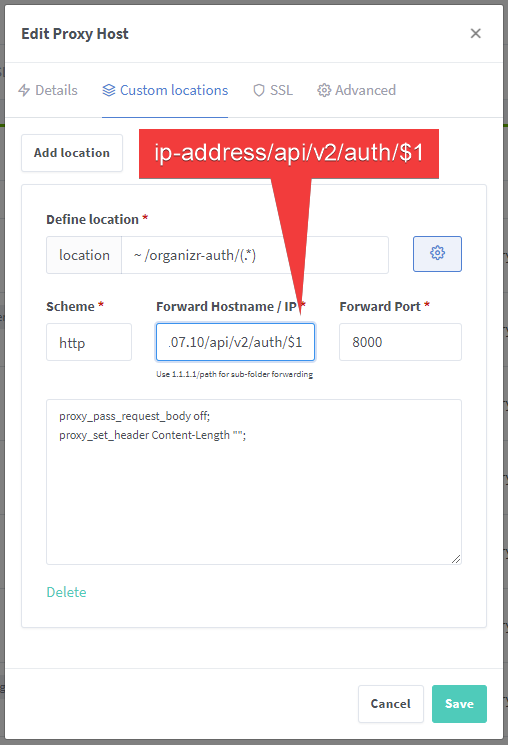 Edit Proxy Host
Details Custom locations SSL Advanced
Add location
ip-address/api/v2/auth/$1
Define location *
location ~ /organizr-auth/(.*)
Scheme * Forward Hostname / IP * Forward Port *
http .07.10/api/v2/auth/$1 8000
Use 1.1.1.1/path for sub-folder forwarding
proxy_pass_request_body off;
proxy_set_header Content-Length "";
Delete
Cancel Save